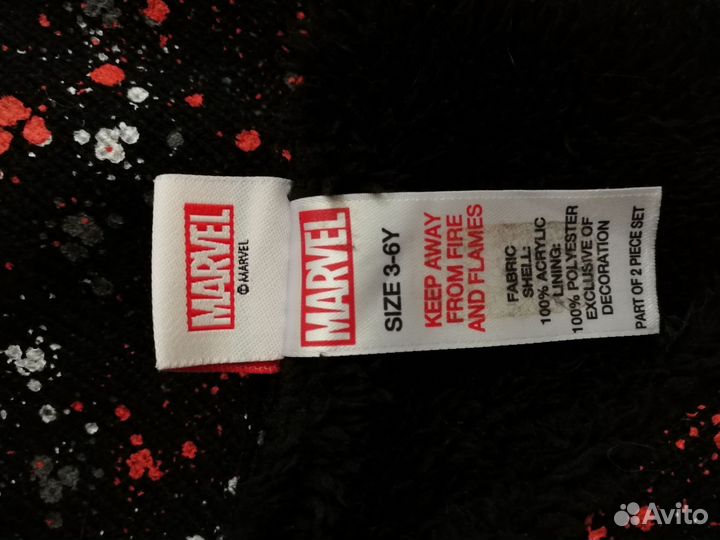 MARVEL
© MARVEL
MARVEL
SIZE 3-6Y
KEEP AWAY
FROM FIRE
AND FLAMES
FABRIC
SHELL:
100% ACRYLIC
LINING:
100% POLYESTER
EXCLUSIVE OF
DECORATION
PART OF 2 PIECE SET
Avito